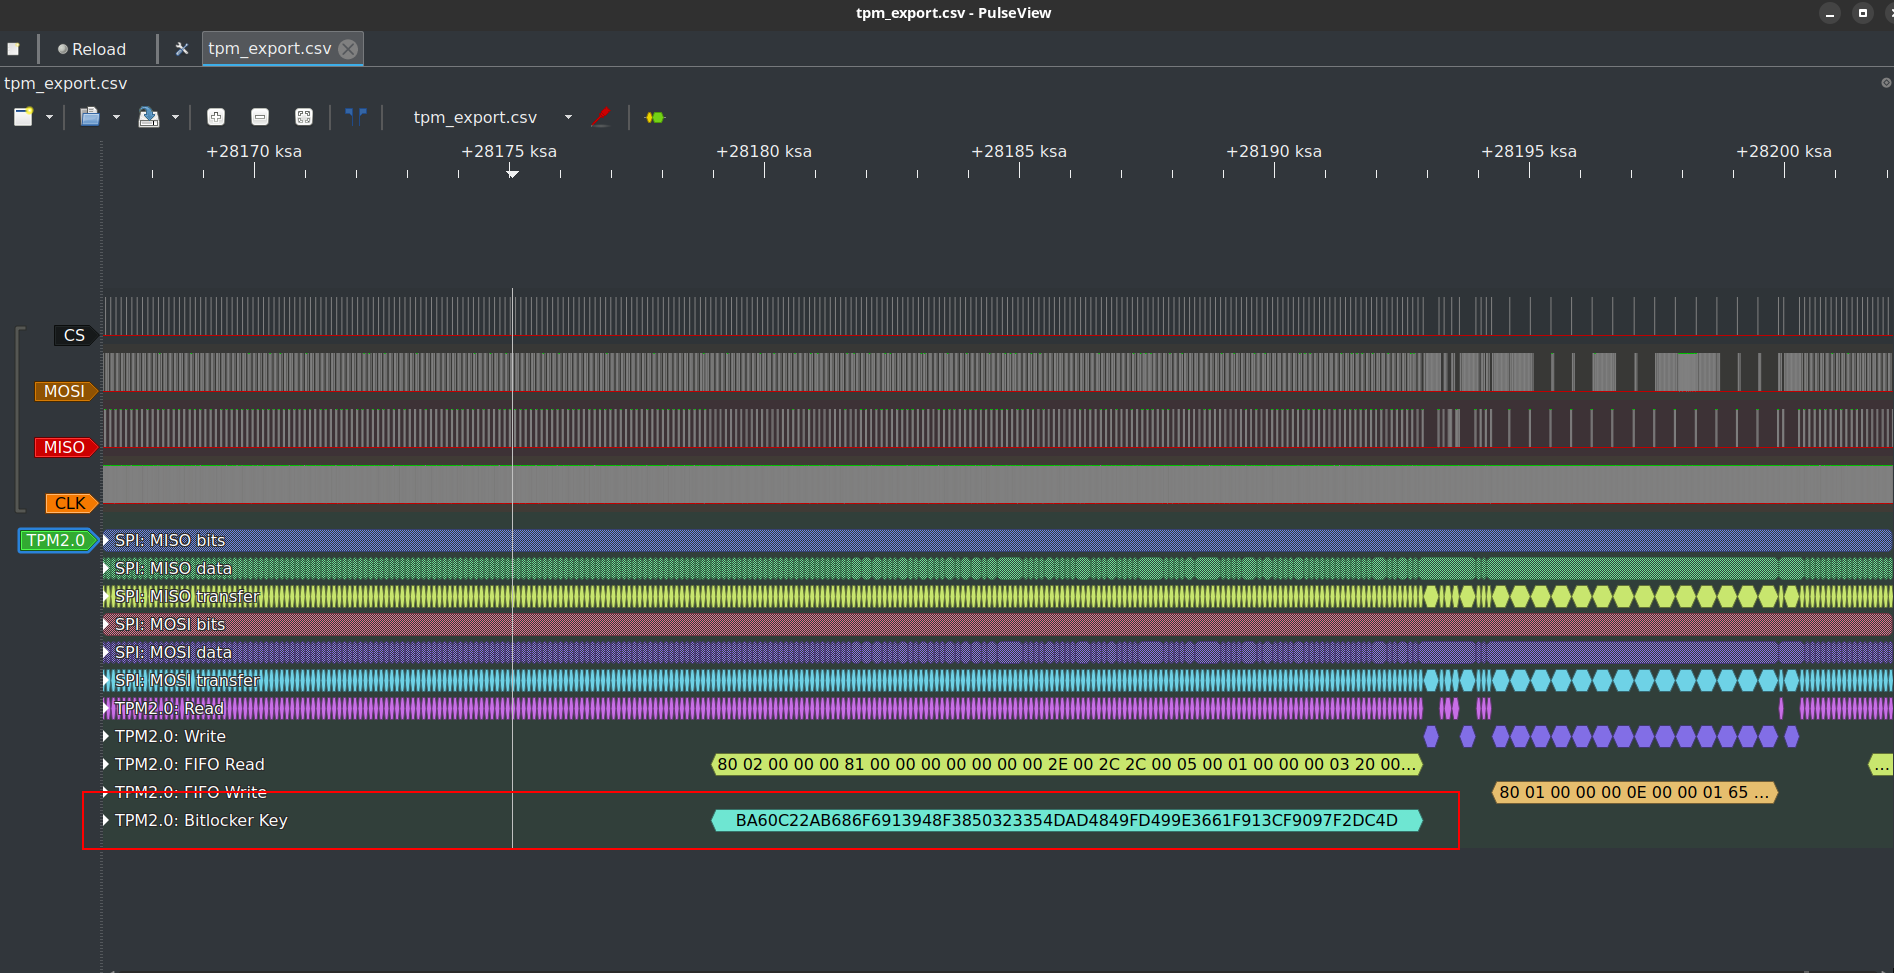 tpm_export.csv - PulseView
Reload
tpm_export.csv
tpm_export.csv
tpm_export.csv
+28170 ksa +28175 ksa +28180 ksa +28185 ksa +28190 ksa +28195 ksa +28200 ksa
CS
MOSI
MISO
CLK
TPM2.0 SPI: MISO bits
SPI: MISO data
SPI: MISO transfer
SPI: MOSI bits
SPI: MOSI data
SPI: MOSI transfer
TPM2.0: Read
TPM2.0: Write
TPM2.0: FIFO Read 80 02 00 00 00 81 00 00 00 00 00 00 00 2E 00 2C 2C 00 05 00 01 00 00 00 03 20 00... ...
TPM2.0: FIFO Write 80 01 00 00 00 0E 00 00 01 65 ...
TPM2.0: Bitlocker Key BA60C22AB686F6913948F3850323354DAD4849FD499E3661F913CF9097F2DC4D